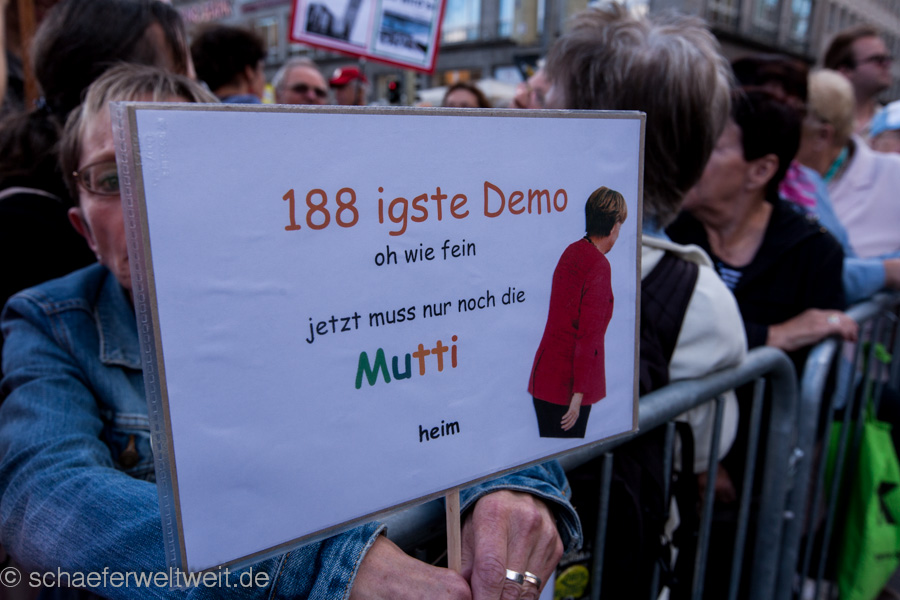 188 igste Demo
oh wie fein
jetzt muss nur noch die
Mutti
heim
© schaeferweltweit.de